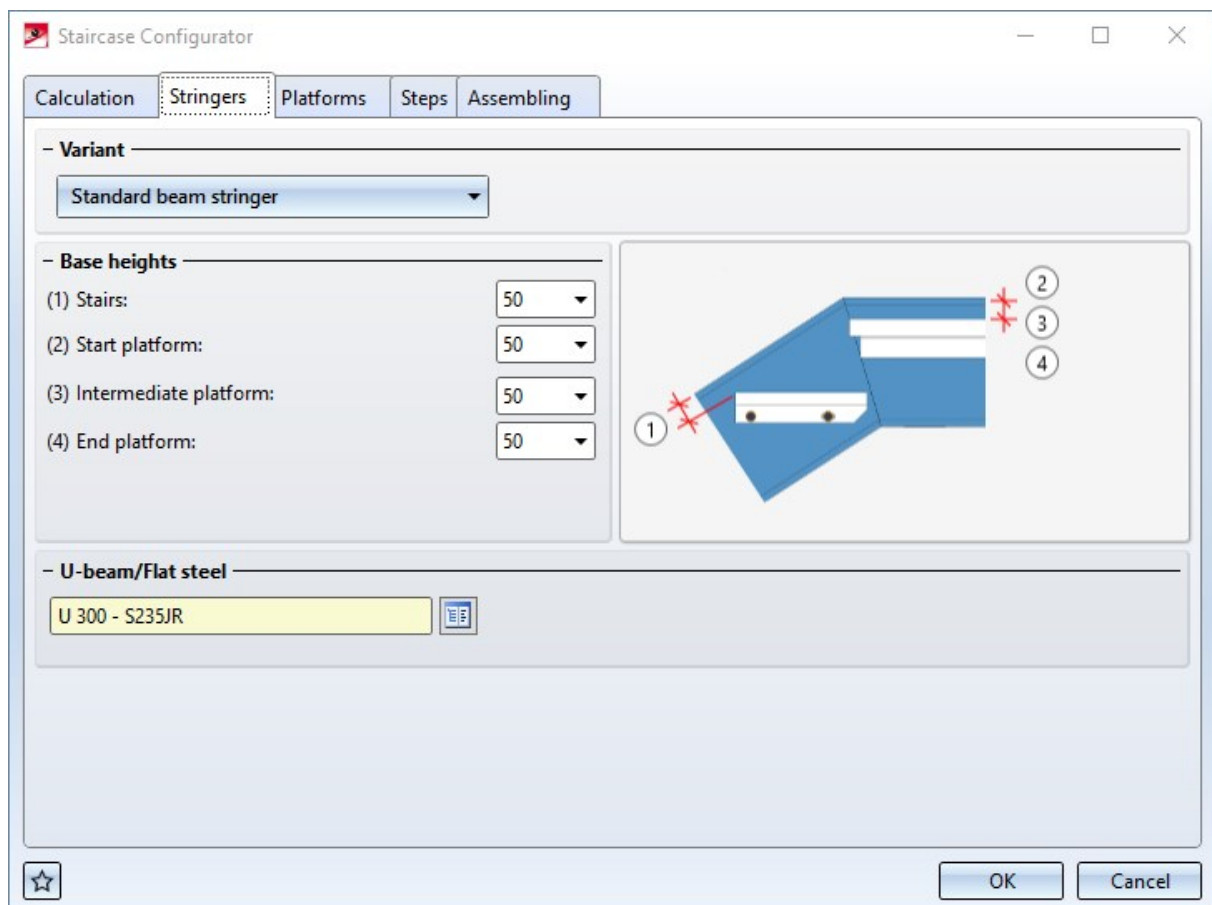 Staircase Configurator
Calculation Stringers Platforms Steps Assembling
Variant
Standard beam stringer
Base heights
(1) Stairs: 50
(2) Start platform: 50
(3) Intermediate platform: 50
(4) End platform: 50
2
3
4
1
U-beam/Flat steel
U 300 - S235JR
OK Cancel